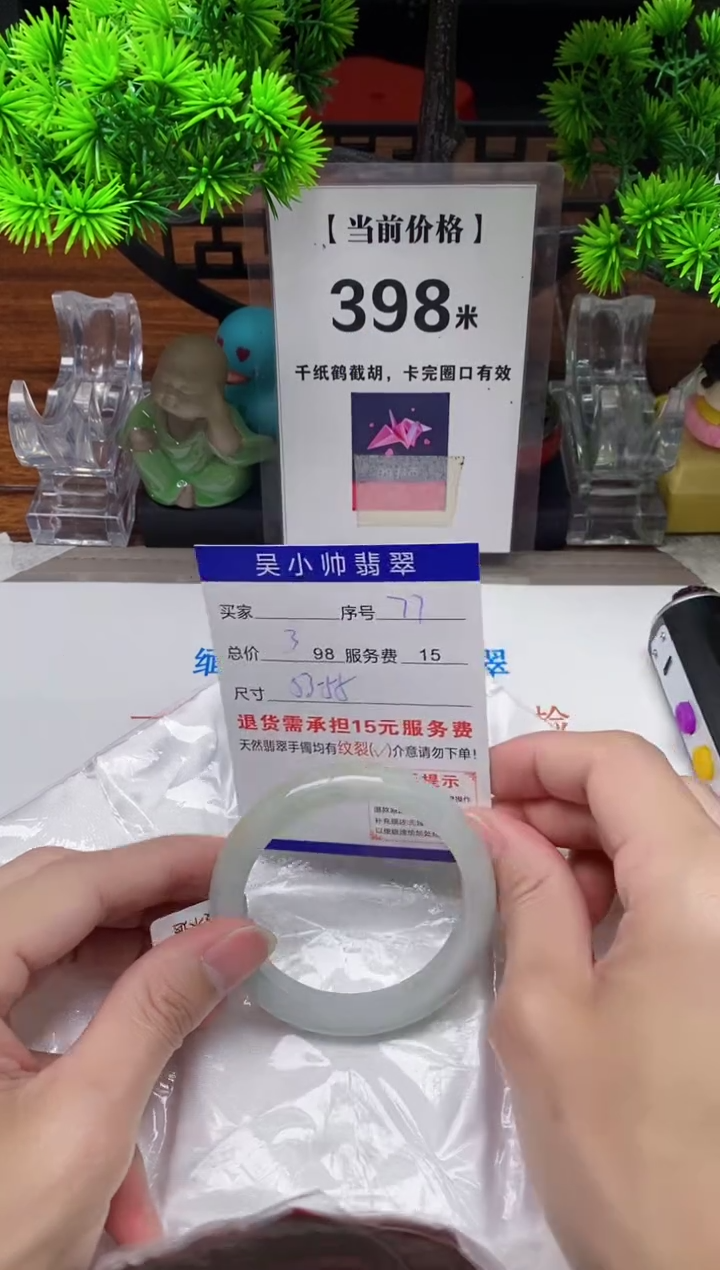 【当前价格】
398米
千纸鹤截胡，卡完圈口有效
吴小帅翡翠
买家 序号 77
总价 3 98 服务费 15
尺寸 53-55
退货需承担15元服务费
天然翡翠手镯均有纹裂(✓)介意请勿下单！
提示